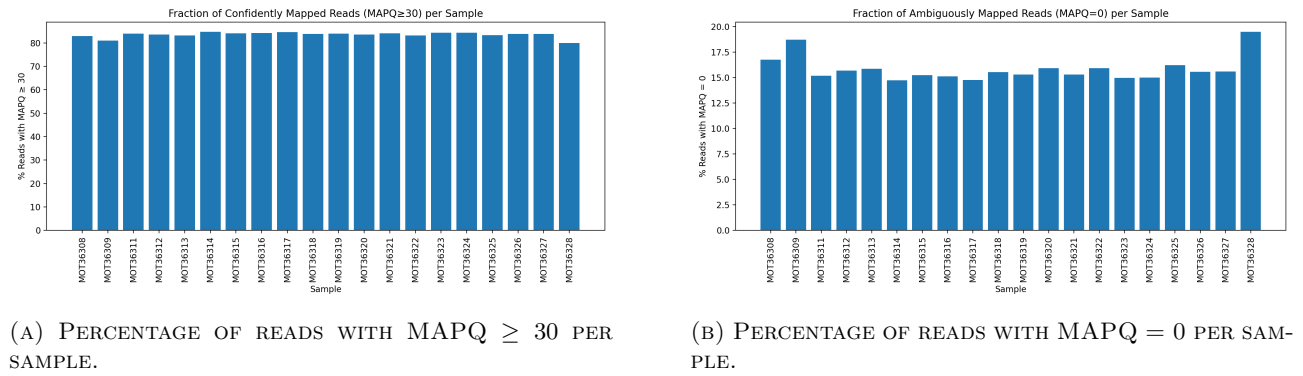 Fraction of Confidently Mapped Reads (MAPQ≥30) per Sample
% Reads with MAPQ ≥ 30
80
70
60
50
40
30
20
10
0
MOT36308
MOT36309
MOT36311
MOT36312
MOT36313
MOT36314
MOT36315
MOT36316
MOT36317
MOT36318
MOT36319
MOT36320
MOT36321
MOT36322
MOT36323
MOT36324
MOT36325
MOT36326
MOT36327
MOT36328
Sample
(A) Percentage of reads with MAPQ ≥ 30 per
sample.
Fraction of Ambiguously Mapped Reads (MAPQ=0) per Sample
% Reads with MAPQ = 0
20.0
17.5
15.0
12.5
10.0
7.5
5.0
2.5
0.0
MOT36308
MOT36309
MOT36311
MOT36312
MOT36313
MOT36314
MOT36315
MOT36316
MOT36317
MOT36318
MOT36319
MOT36320
MOT36321
MOT36322
MOT36323
MOT36324
MOT36325
MOT36326
MOT36327
MOT36328
Sample
(B) Percentage of reads with MAPQ = 0 per sam-
ple.